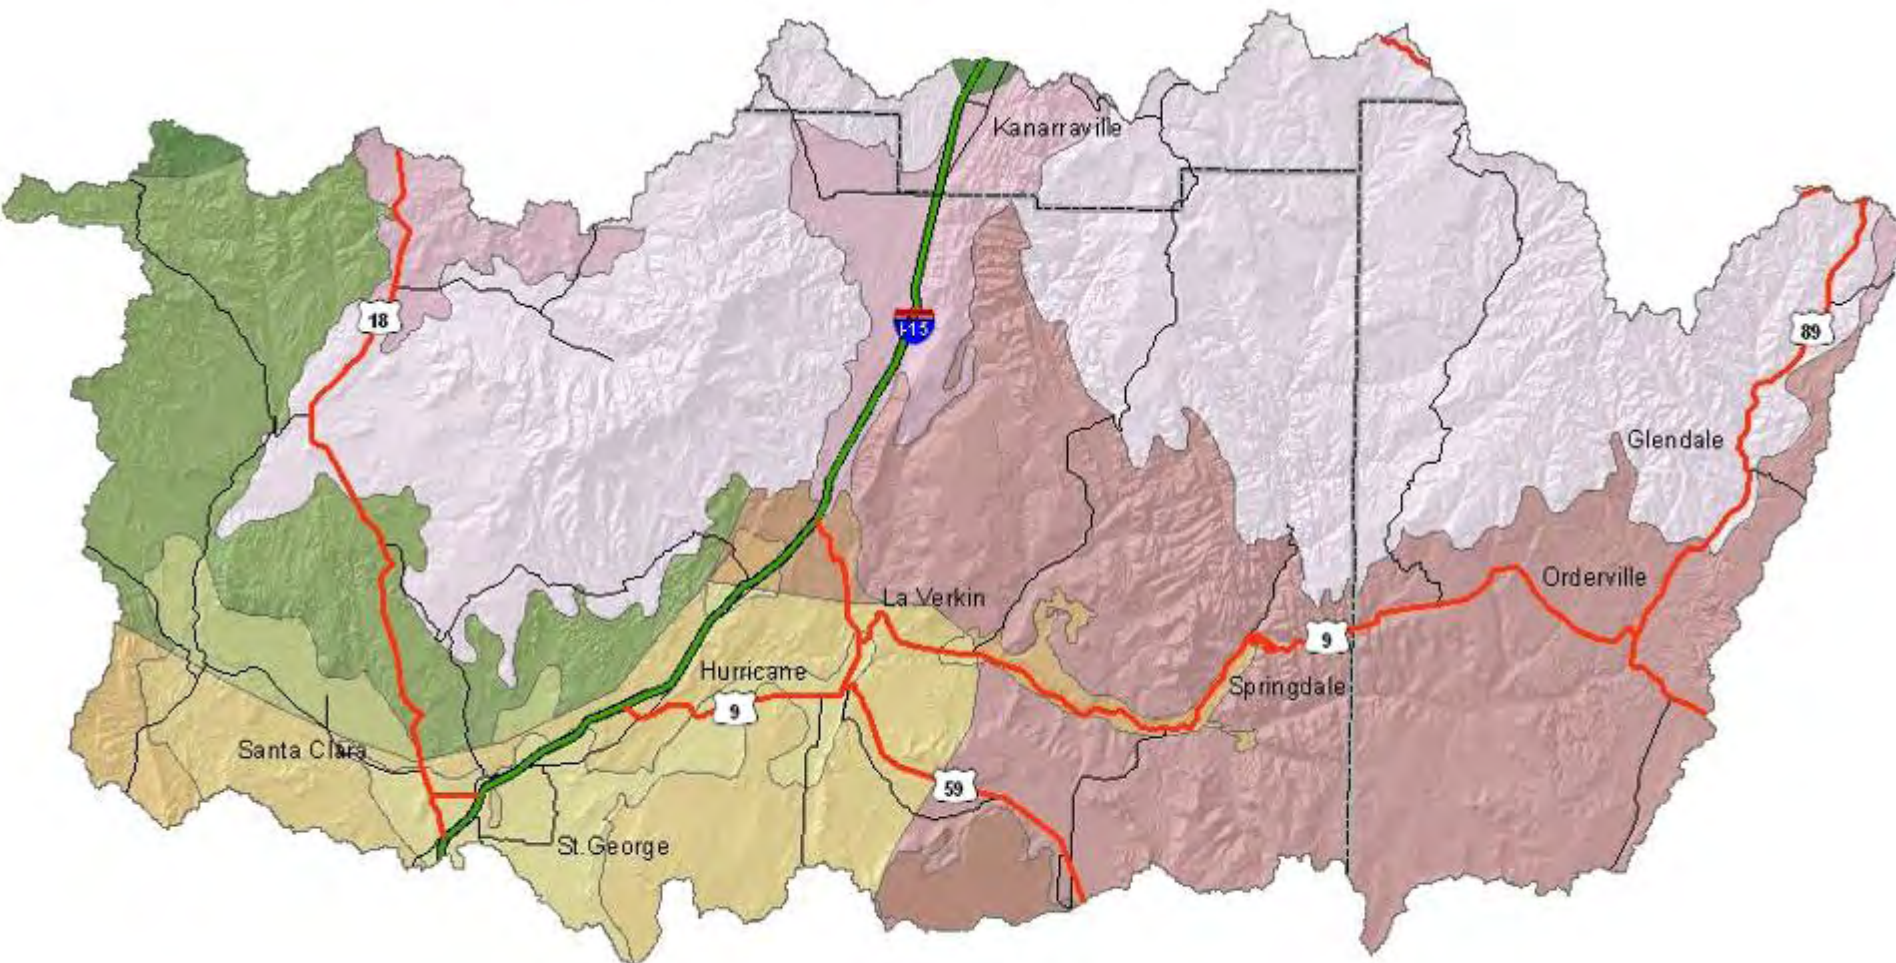 Kanarraville
18
I-15
89
Glendale
Orderville
La Verkin
9
Hurricane
Springdale
9
Santa Clara
59
St.George